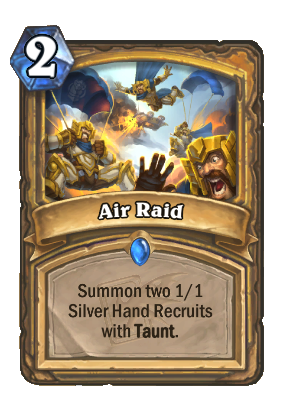 2
Air Raid
Summon two 1/1
Silver Hand Recruits
with Taunt.